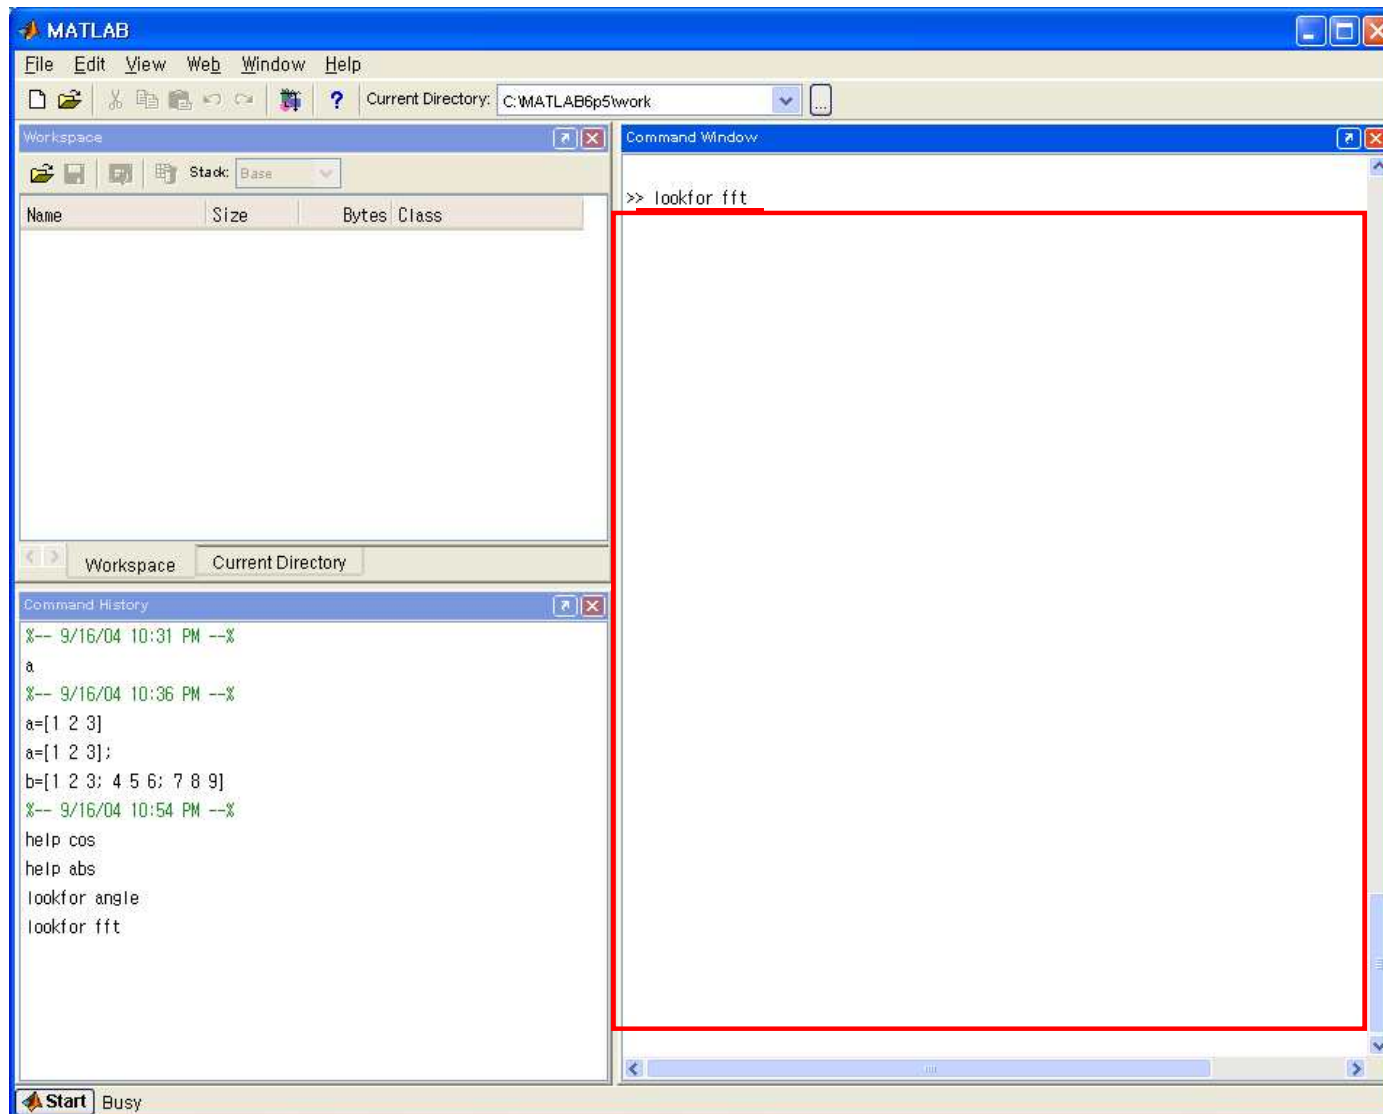 MATLAB
File Edit View Web Window Help
? Current Directory: C:\MATLAB6p5\work ...
Workspace
Stack: Base
Name Size Bytes Class
Workspace Current Directory
Command History
%-- 9/16/04 10:31 PM --%
a
%-- 9/16/04 10:36 PM --%
a=[1 2 3]
a=[1 2 3];
b=[1 2 3; 4 5 6; 7 8 9]
%-- 9/16/04 10:54 PM --%
help cos
help abs
lookfor angle
lookfor fft
Command Window
>> lookfor fft
Start Busy